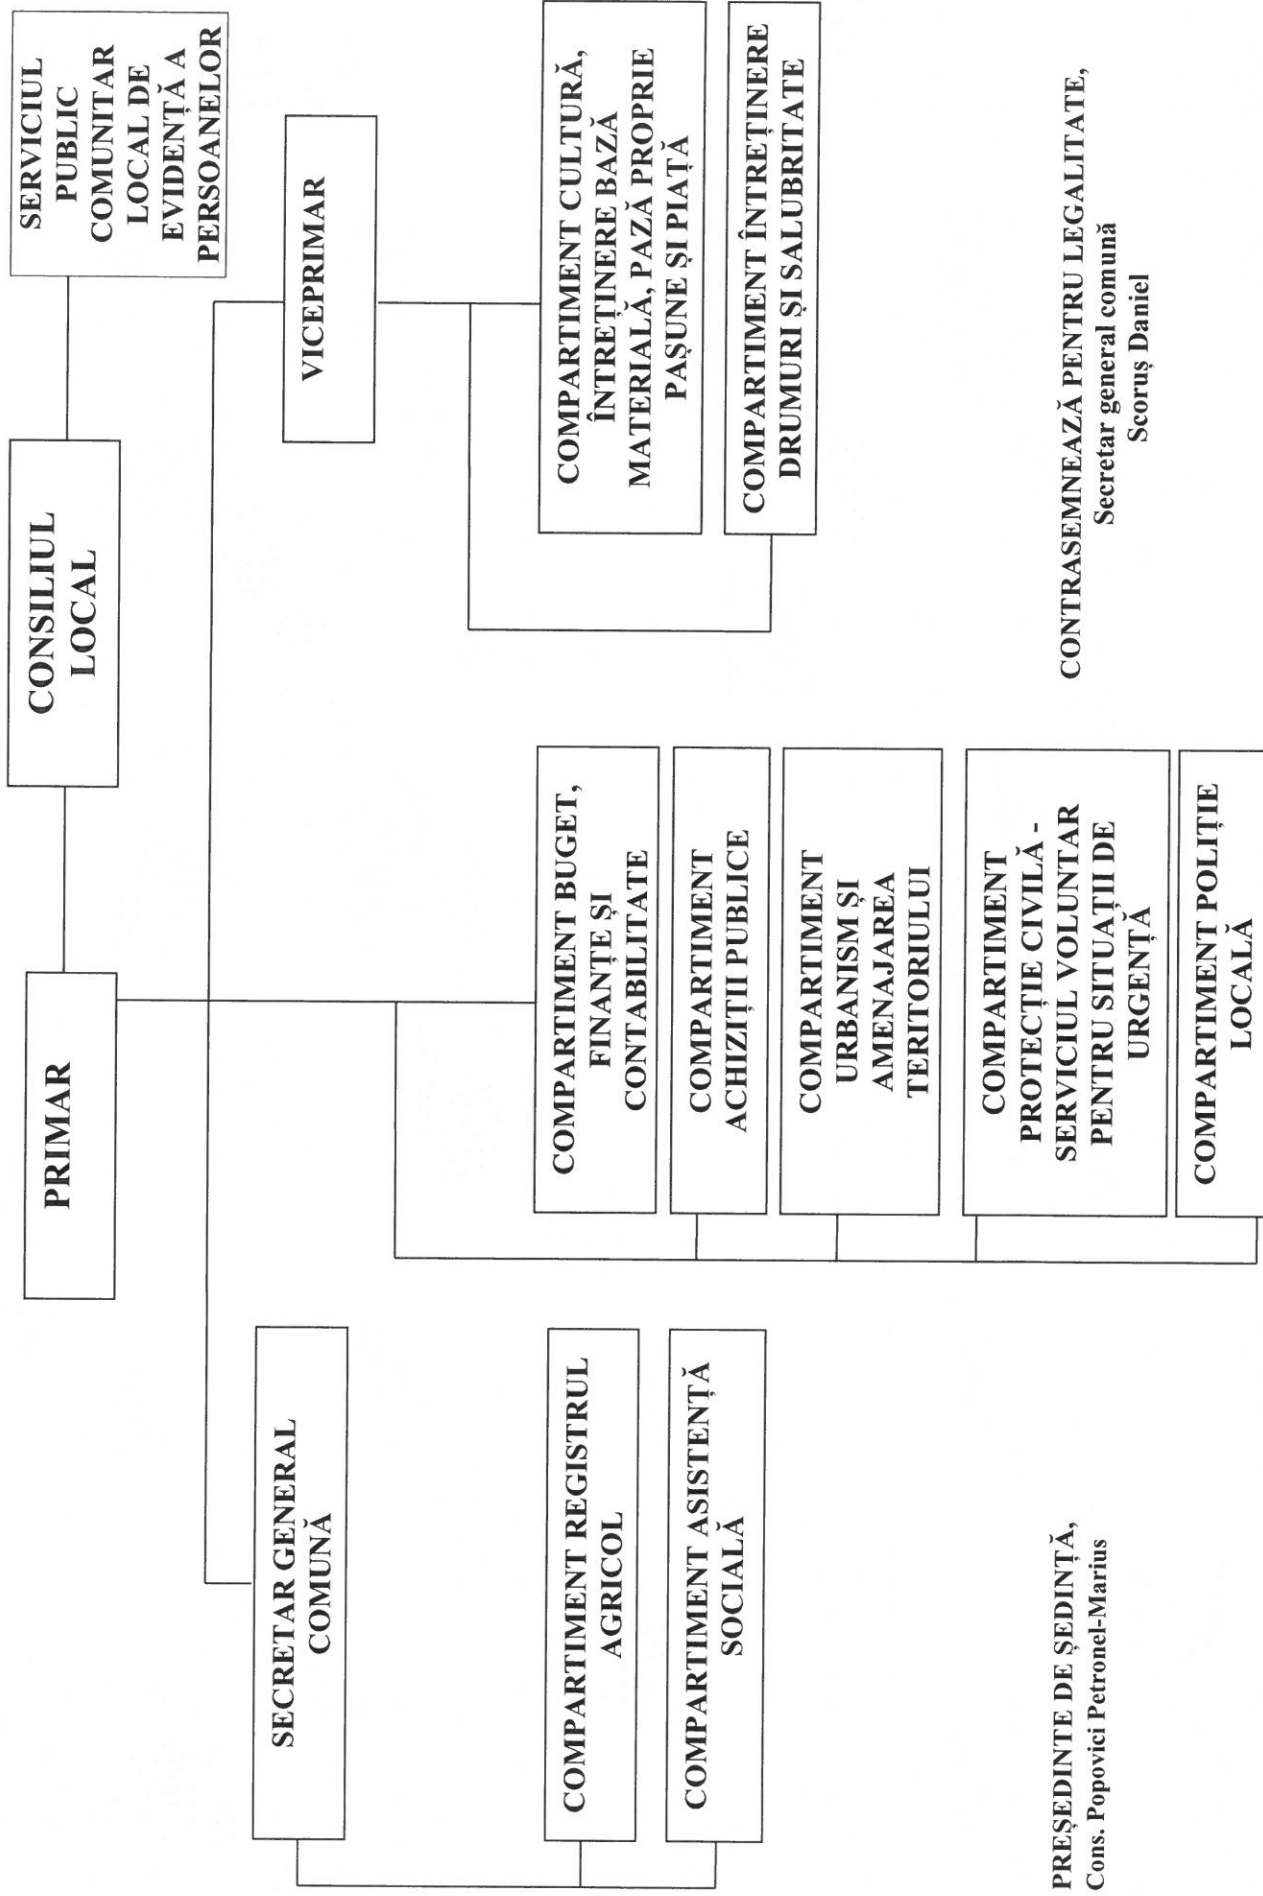 PRIMAR
CONSILIUL
LOCAL
SERVICIUL
PUBLIC
COMUNITAR
LOCAL DE
EVIDENȚĂ A
PERSOANELOR
SECRETAR GENERAL
COMUNĂ
VICEPRIMAR
COMPARTIMENT REGISTRUL
AGRICOL
COMPARTIMENT ASISTENȚĂ
SOCIALĂ
COMPARTIMENT BUGET,
FINANȚE ȘI
CONTABILITATE
COMPARTIMENT
ACHIZIȚII PUBLICE
COMPARTIMENT
URBANISM ȘI
AMENAJAREA
TERITORIULUI
COMPARTIMENT
PROTECȚIE CIVILĂ -
SERVICIUL VOLUNTAR
PENTRU SITUAȚII DE
URGENȚĂ
COMPARTIMENT POLIȚIE
LOCALĂ
COMPARTIMENT CULTURĂ,
ÎNTREȚINERE BAZĂ
MATERIALĂ, PAZĂ PROPRIE
PAȘUNE ȘI PIAȚĂ
COMPARTIMENT ÎNTREȚINERE
DRUMURI ȘI SALUBRITATE
PREȘEDINTE DE ȘEDINȚĂ,
Cons. Popovici Petronel-Marius
CONTRASEMNEAZĂ PENTRU LEGALITATE,
Secretar general comună
Scoruș Daniel